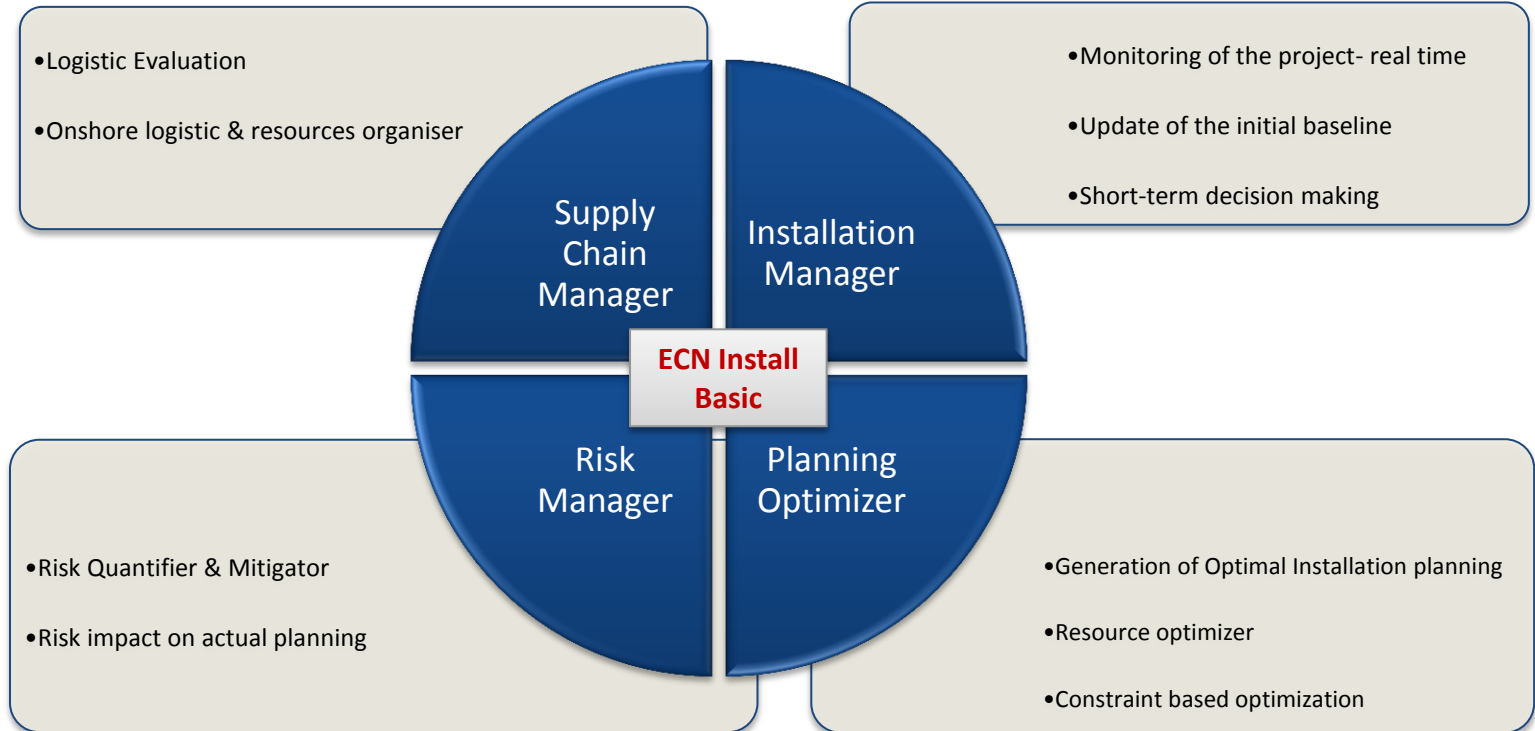 •Logistic Evaluation
•Onshore logistic & resources organiser
•Monitoring of the project- real time
•Update of the initial baseline
•Short-term decision making
Supply
Chain
Manager
Installation
Manager
ECN Install
Basic
Risk
Manager
Planning
Optimizer
•Risk Quantifier & Mitigator
•Risk impact on actual planning
•Generation of Optimal Installation planning
•Resource optimizer
•Constraint based optimization